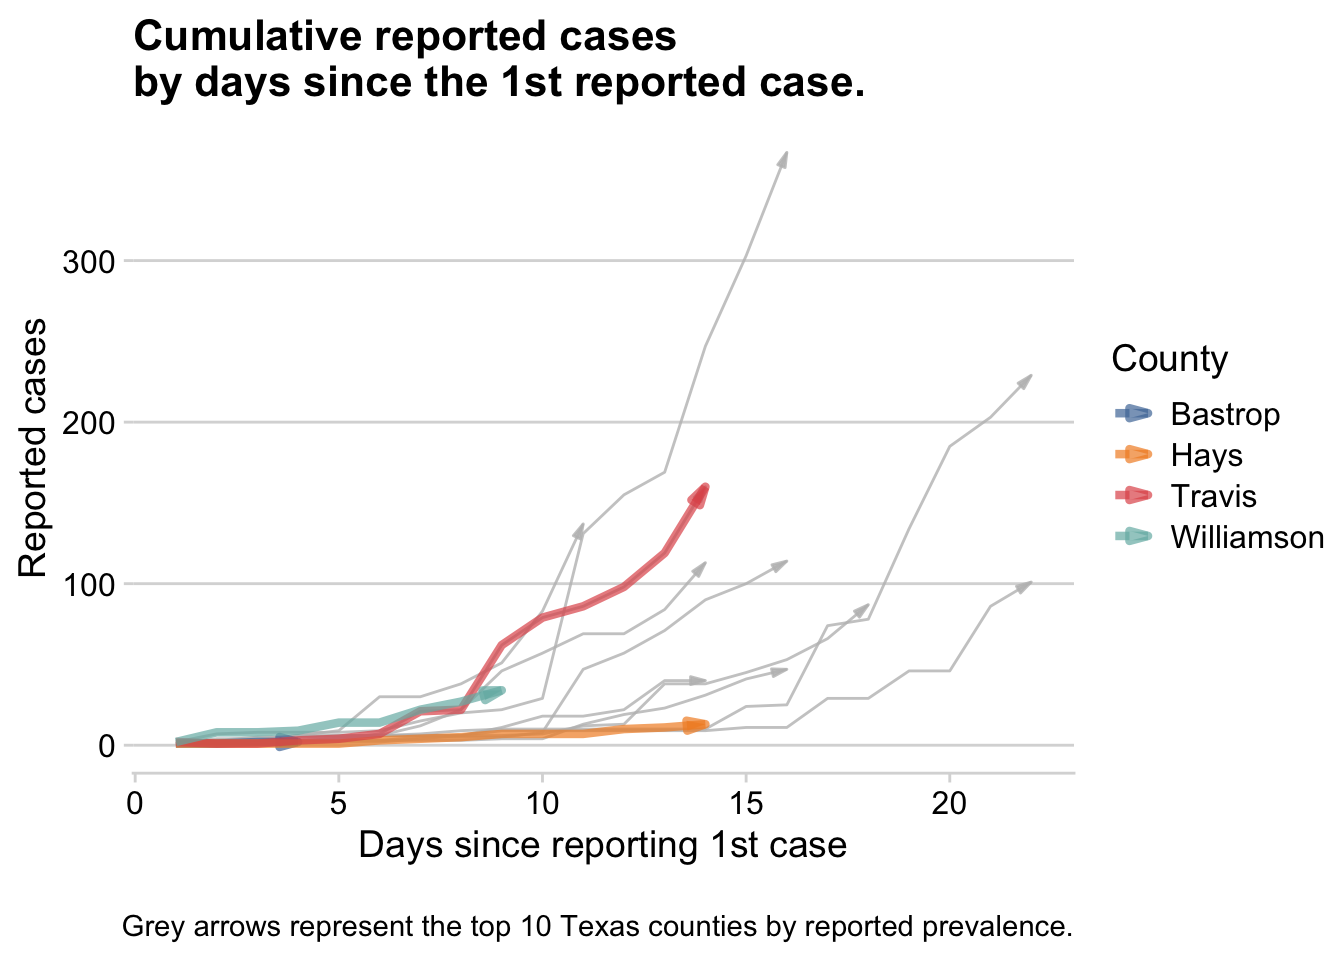 Cumulative reported cases
by days since the 1st reported case.
Reported cases
300
200
100
0
0 5 10 15 20
Days since reporting 1st case
County
Bastrop
Hays
Travis
Williamson
Grey arrows represent the top 10 Texas counties by reported prevalence.